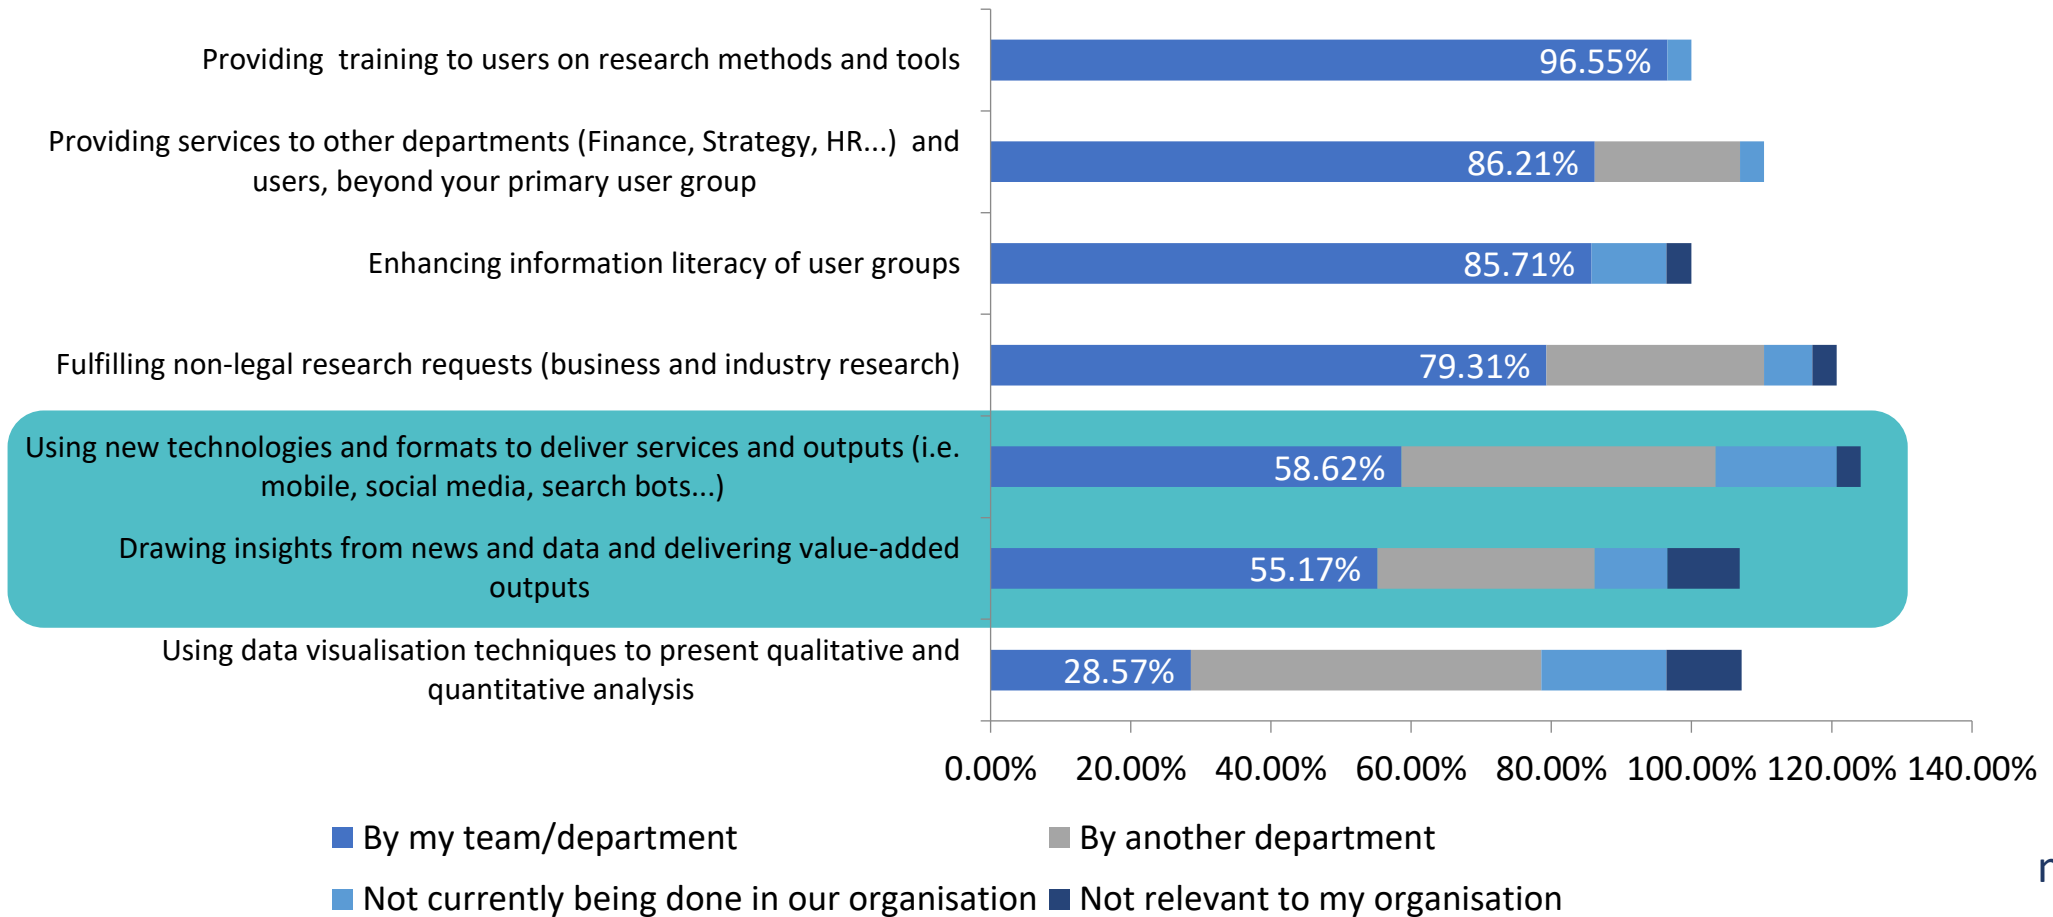 Providing  training to users on research methods and tools
96.55%
Providing services to other departments (Finance, Strategy, HR...)  and
users, beyond your primary user group
86.21%
Enhancing information literacy of user groups
85.71%
Fulfilling non-legal research requests (business and industry research)
79.31%
Using new technologies and formats to deliver services and outputs (i.e.
mobile, social media, search bots...)
58.62%
Drawing insights from news and data and delivering value-added
outputs
55.17%
Using data visualisation techniques to present qualitative and
quantitative analysis
28.57%
0.00% 20.00% 40.00% 60.00% 80.00% 100.00% 120.00% 140.00%
By my team/department
By another department
Not currently being done in our organisation
Not relevant to my organisation